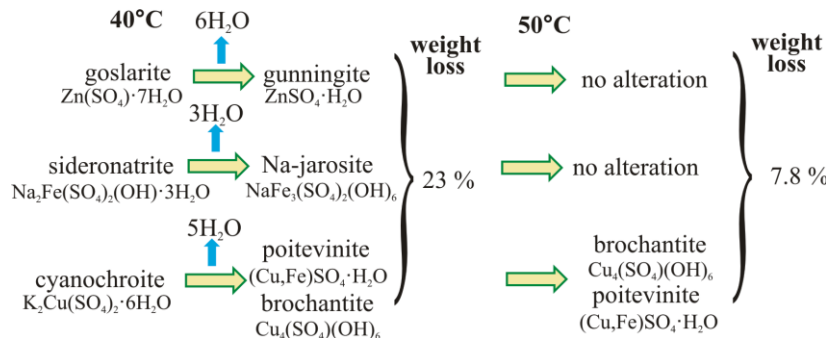 40°C
6H₂O
weight
loss
50°C
weight
loss
goslarite
Zn(SO₄)·7H₂O
gunningite
ZnSO₄·H₂O
no alteration
3H₂O
sideronatrite
Na₂Fe(SO₄)₂(OH)·3H₂O
Na-jarosite
NaFe₃(SO₄)₂(OH)₆
23 %
no alteration
7.8 %
5H₂O
cyanochroite
K₂Cu(SO₄)₂·6H₂O
poitevinite
(Cu,Fe)SO₄·H₂O
brochantite
Cu₄(SO₄)(OH)₆
brochantite
Cu₄(SO₄)(OH)₆
poitevinite
(Cu,Fe)SO₄·H₂O